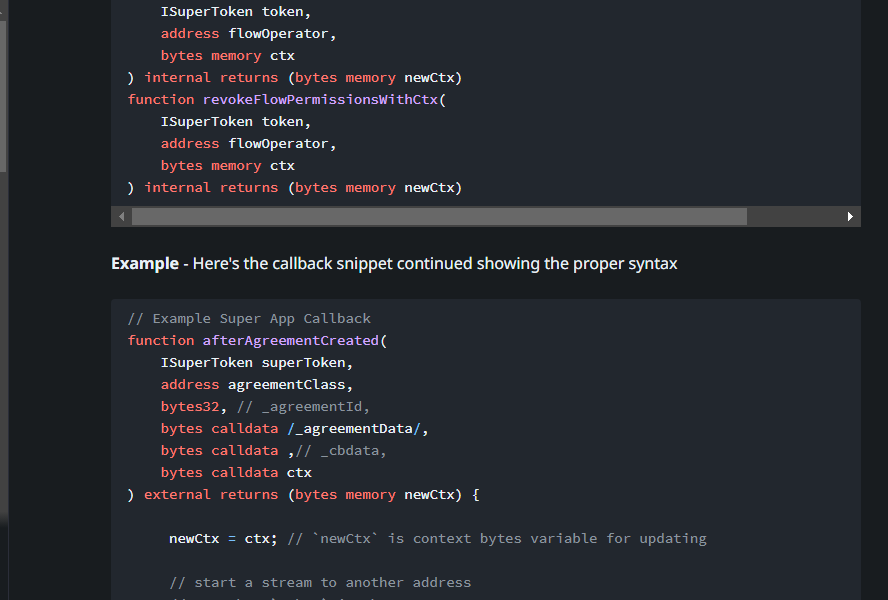 ISuperToken token,
address flowOperator,
bytes memory ctx
) internal returns (bytes memory newCtx)
function revokeFlowPermissionsWithCtx(
ISuperToken token,
address flowOperator,
bytes memory ctx
) internal returns (bytes memory newCtx)
Example - Here's the callback snippet continued showing the proper syntax
// Example Super App Callback
function afterAgreementCreated(
ISuperToken superToken,
address agreementClass,
bytes32, // _agreementId,
bytes calldata /_agreementData/,
bytes calldata ,// _cbdata,
bytes calldata ctx
) external returns (bytes memory newCtx) {
newCtx = ctx; // `newCtx` is context bytes variable for updating
// start a stream to another address